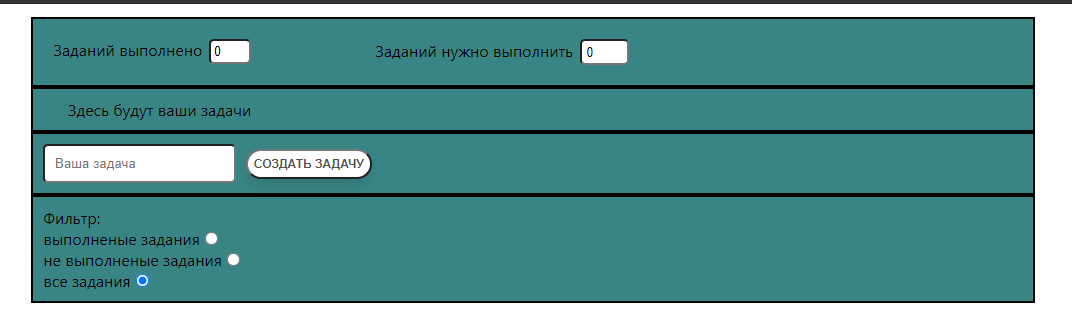 Заданий выполнено 0 Заданий нужно выполнить 0
Здесь будут ваши задачи
Ваша задача СОЗДАТЬ ЗАДАЧУ
Фильтр:
выполненые задания
не выполненые задания
все задания